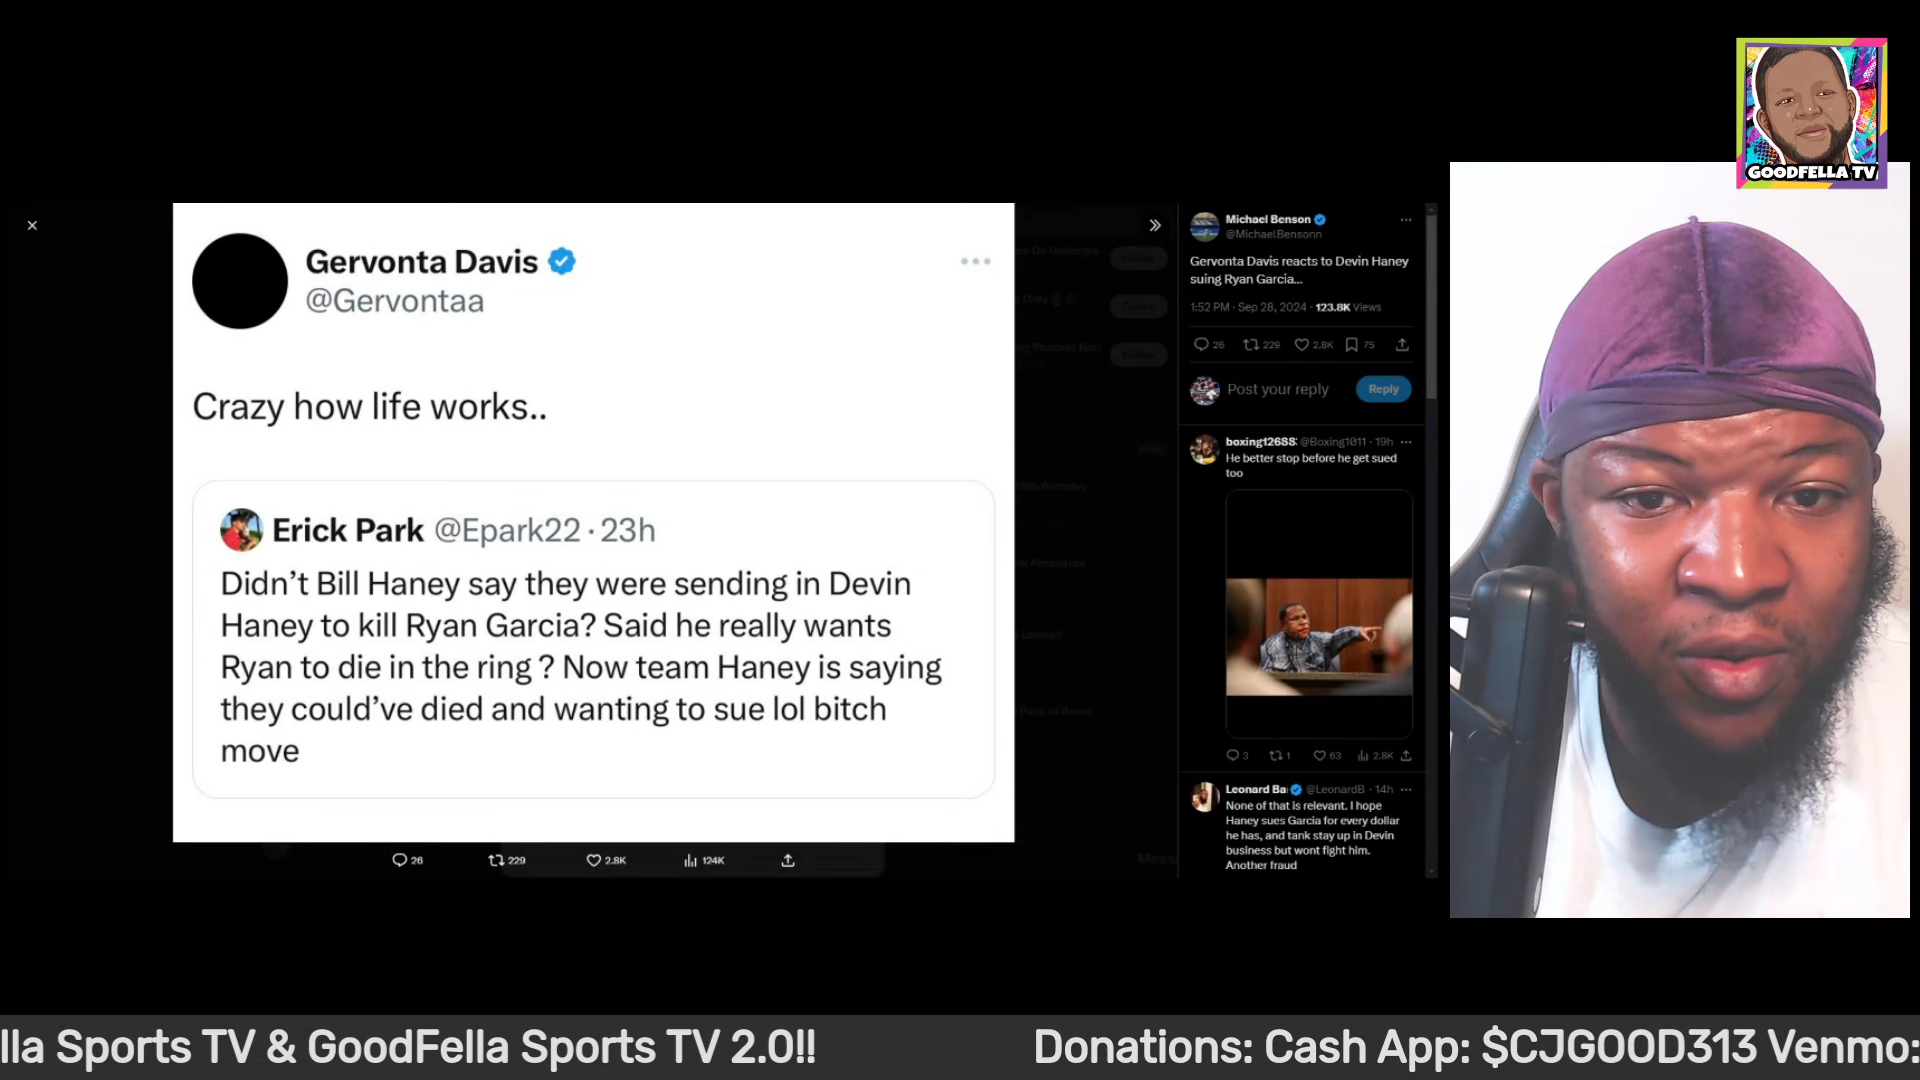 GOODFELLA TV
Gervonta Davis
@Gervontaa
Crazy how life works..
Erick Park @Epark22 · 23h
Didn’t Bill Haney say they were sending in Devin
Haney to kill Ryan Garcia? Said he really wants
Ryan to die in the ring ? Now team Haney is saying
they could’ve died and wanting to sue lol bitch
move
26 229 2.8K 124K
Michael Benson
@MichaelBensonn
Gervonta Davis reacts to Devin Haney
suing Ryan Garcia...
1:52 PM · Sep 28, 2024 · 123.8K Views
26 229 2.8K 75
Post your reply Reply
boxing12688 @Boxing1011 · 19h
He better stop before he get sued
too
3 1 63 2.8K
Leonard Ba @LeonardB · 14h
None of that is relevant. I hope
Haney sues Garcia for every dollar
he has, and tank stay up in Devin
business but wont fight him.
Another fraud
lla Sports TV & GoodFella Sports TV 2.0!! Donations: Cash App: $CJGOOD313 Venmo: